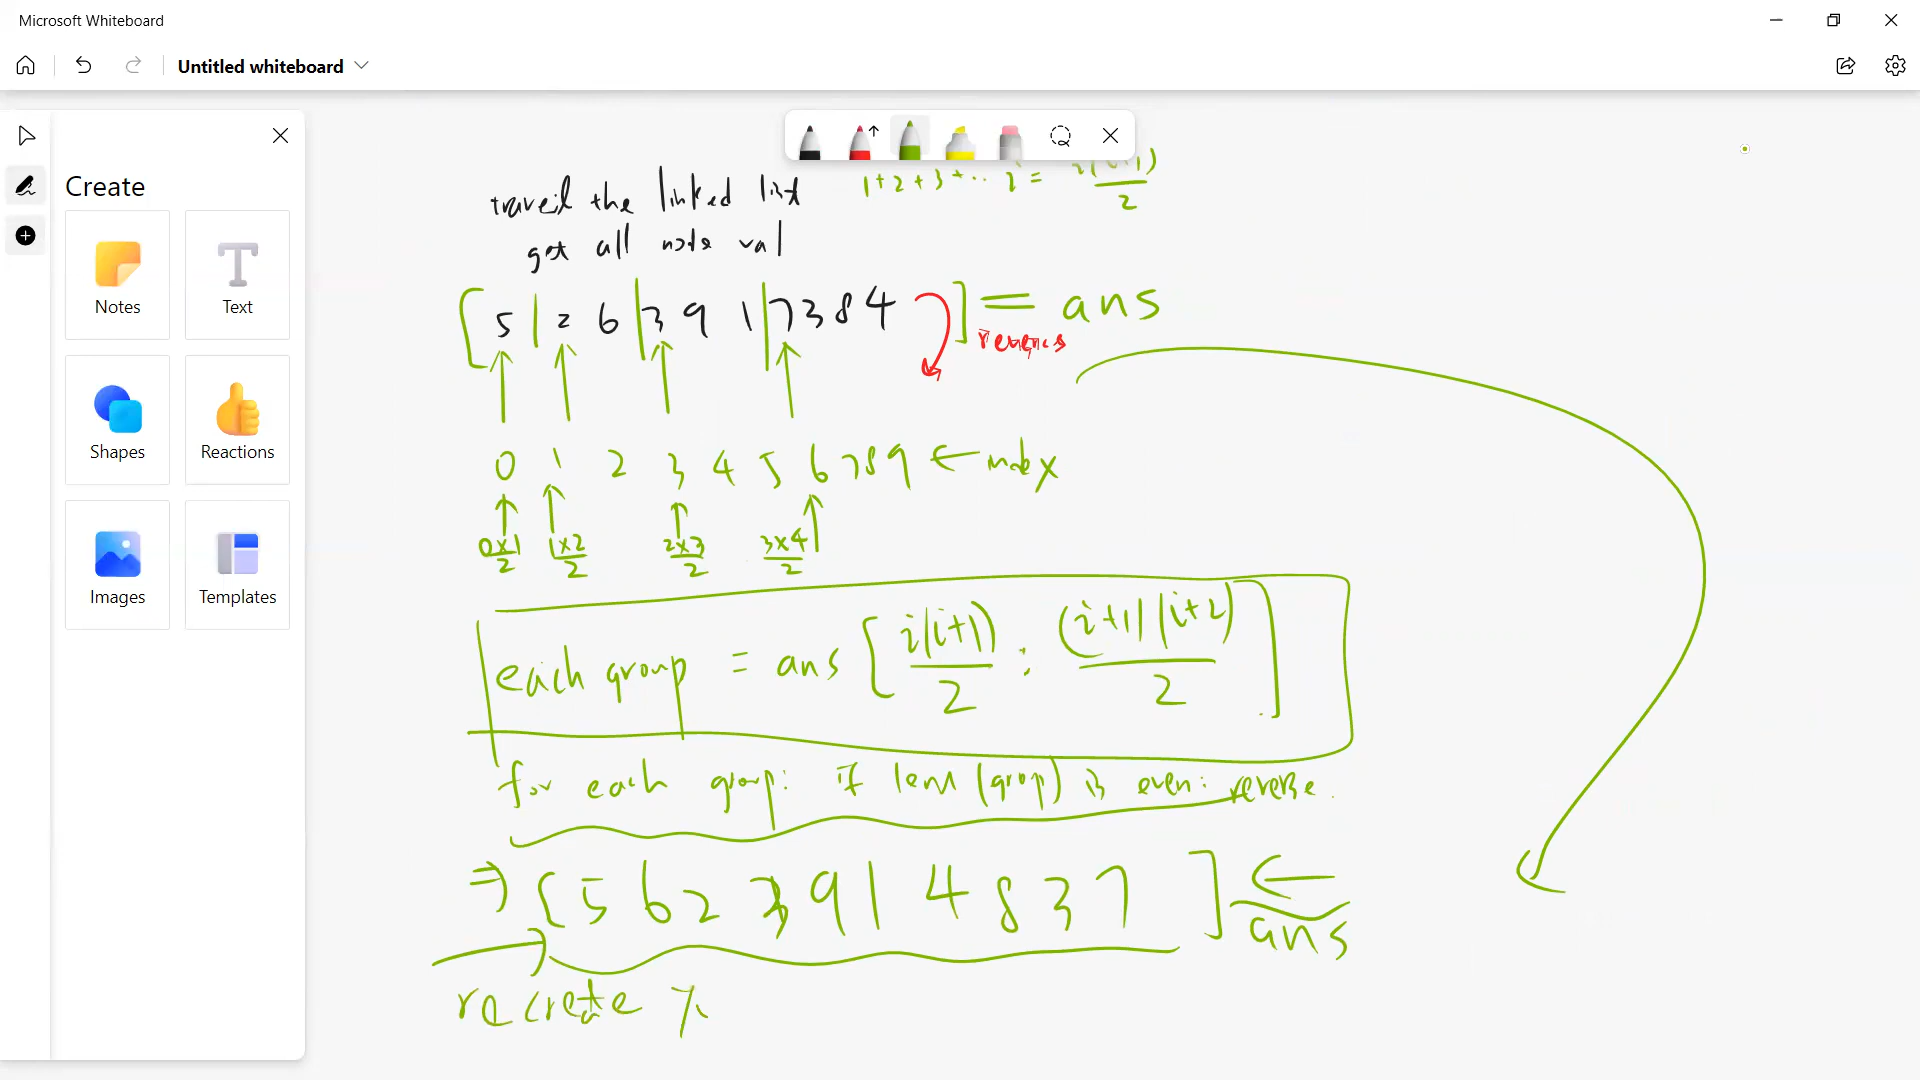 Microsoft Whiteboard
Untitled whiteboard
Create
Notes
Text
Shapes
Reactions
Images
Templates
1+2+3+... i =
2
the linked list
get all node val
[5 | 2 6 | 3 9 1 | 7 3 8 4 ] = ans
0 1 2 3 4 5 6 7 8 9 ← index
0x1/2 1x2/2 2x3/2 3x4/2
each group = ans [ i(i+1)/2 : (i+1)(i+2)/2 ]
for each group: if (group) is even: reverse.
⇒ [5 6 2 3 9 1 4 8 3 7 ] ←
ans
recreate